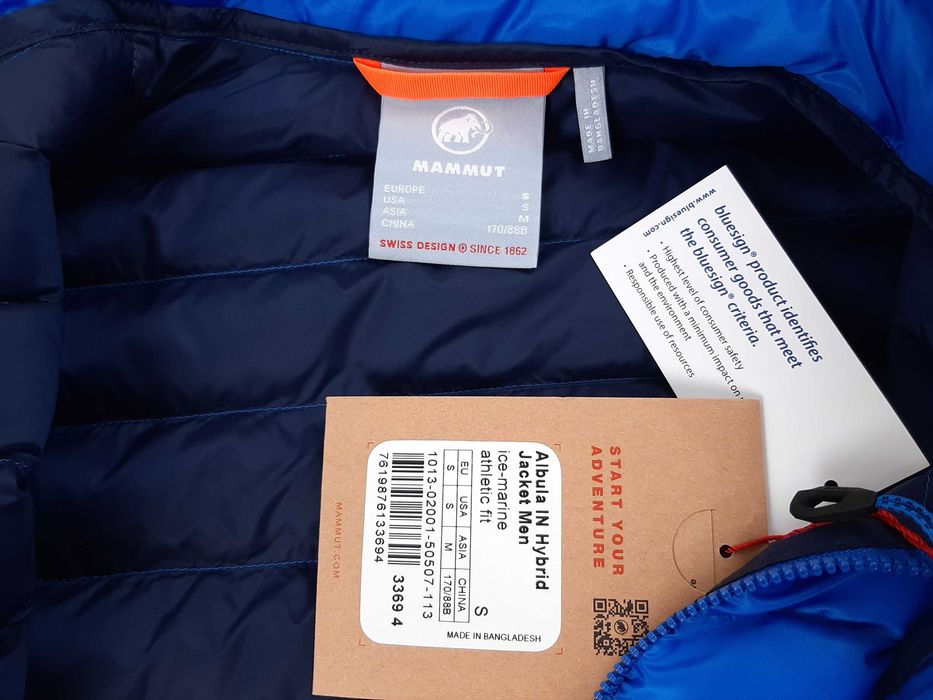 MAMMUT
EUROPE S
USA S
ASIA M
CHINA 170/88B
SWISS DESIGN SINCE 1862
MADE IN
BANGLADESH
www.bluesign.com
bluesign® product identifies
consumer goods that meet
the bluesign® criteria.
• Highest level of consumer safety
• Produced with a minimum impact on
and the environment
• Responsible use of resources
START YOUR
ADVENTURE
MAMMUT.COM
Albula IN Hybrid
Jacket Men
ice-marine
athletic fit
S
EU USA ASIA CHINA
S S M 170/88B
1013-02001-50507-113
7619876133694
3369 4
MADE IN BANGLADESH